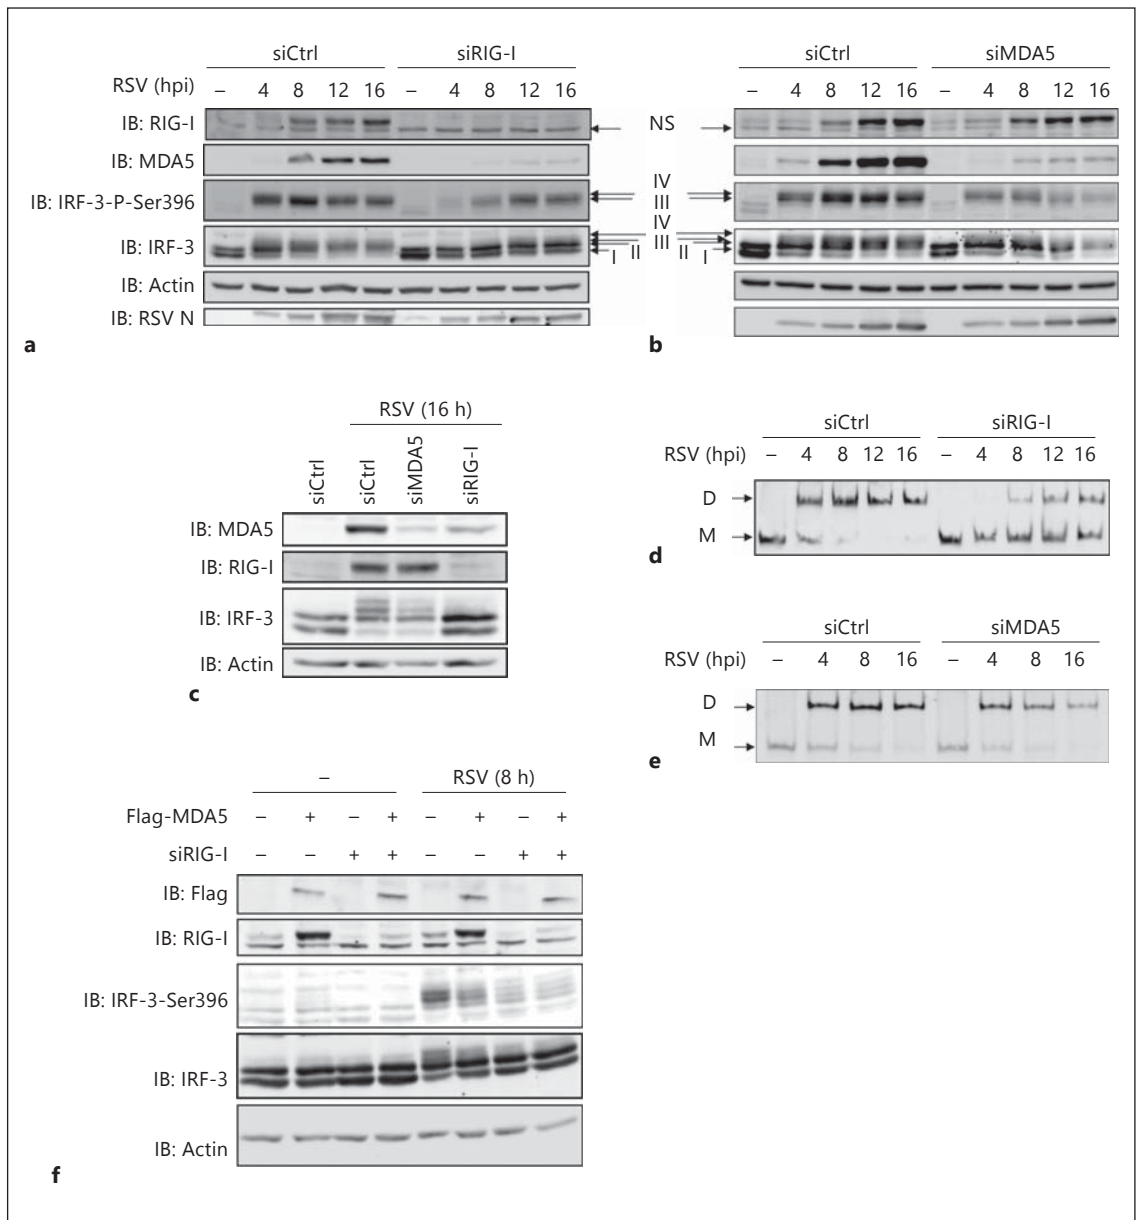 siCtrl siRIG-I
RSV (hpi) – 4 8 12 16 – 4 8 12 16
IB: RIG-I
IB: MDA5
IB: IRF-3-P-Ser396
IB: IRF-3
IB: Actin
IB: RSV N
a
NS
IV
III
IV
III
I II
II I
siCtrl siMDA5
– 4 8 12 16 – 4 8 12 16
b
RSV (16 h)
siCtrl siCtrl siMDA5 siRIG-I
IB: MDA5
IB: RIG-I
IB: IRF-3
IB: Actin
c
siCtrl siRIG-I
RSV (hpi) – 4 8 12 16 – 4 8 12 16
D
M
d
siCtrl siMDA5
RSV (hpi) – 4 8 16 – 4 8 16
D
M
e
– RSV (8 h)
Flag-MDA5 – + – + – + – +
siRIG-I – – + + – – + +
IB: Flag
IB: RIG-I
IB: IRF-3-Ser396
IB: IRF-3
IB: Actin
f